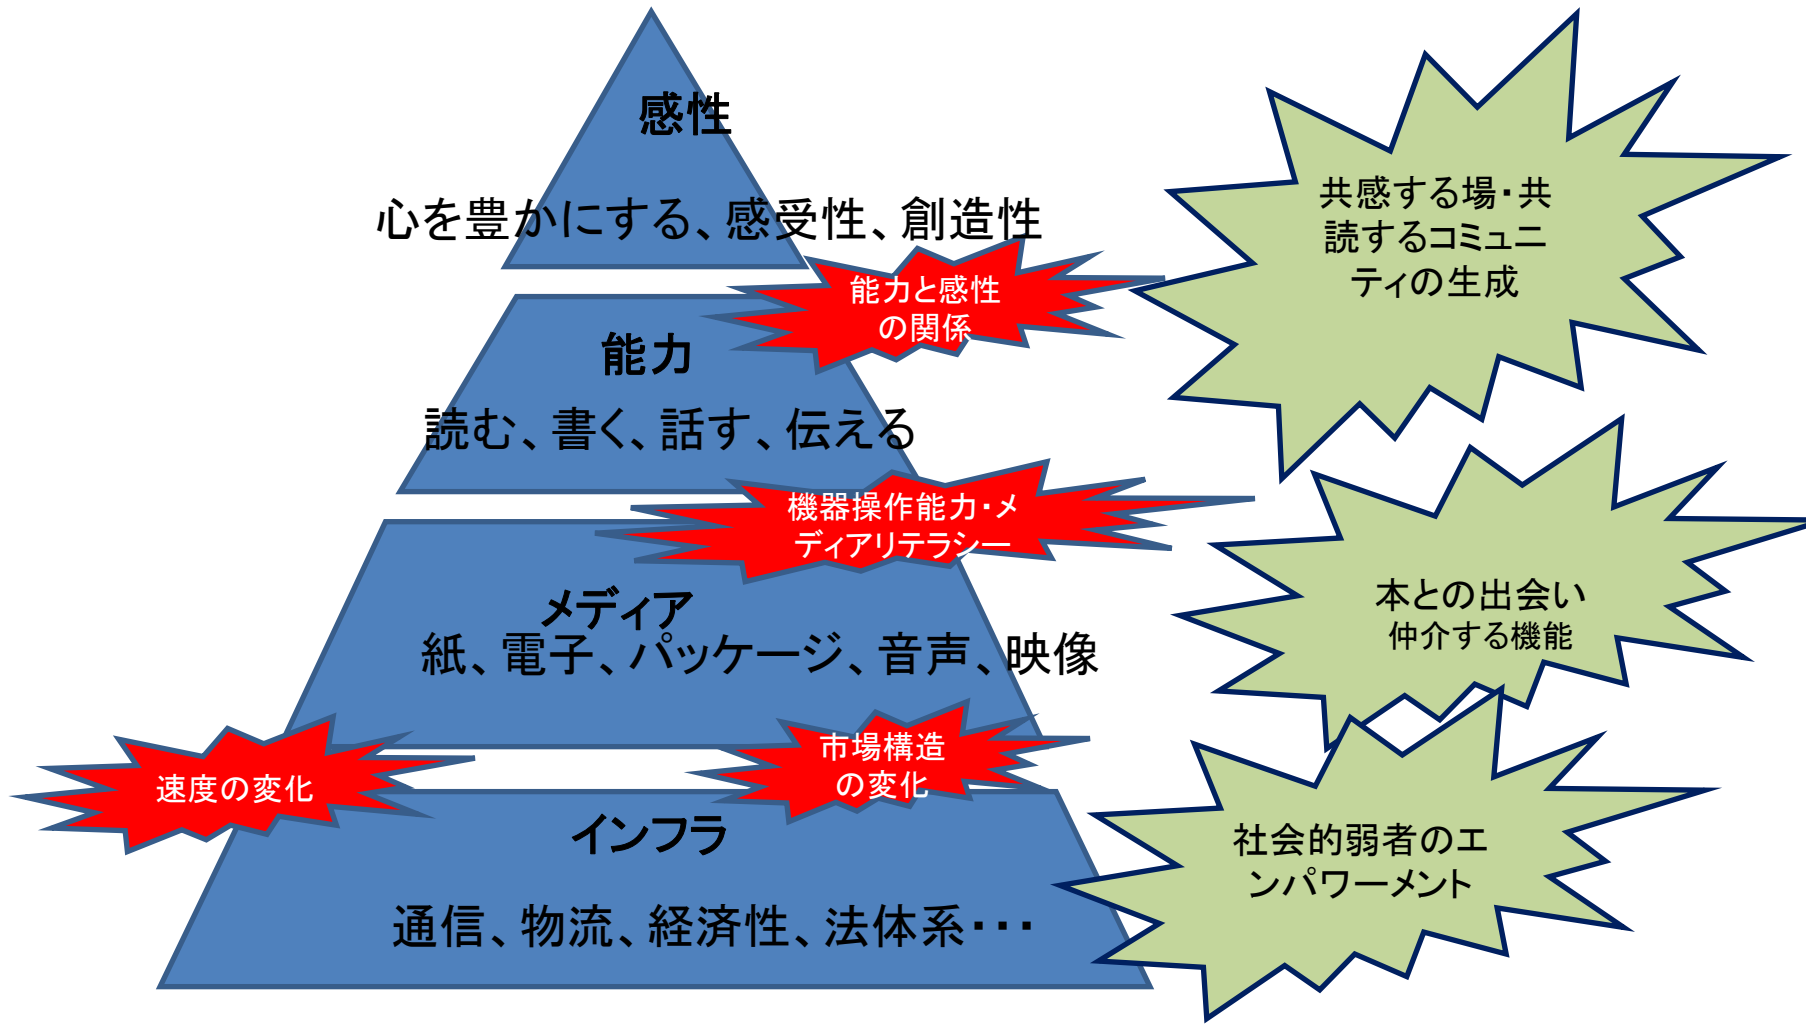 感性
心を豊かにする、感受性、創造性
能力と感性
の関係
能力
読む、書く、話す、伝える
機器操作能力・メ
ディアリテラシー
メディア
紙、電子、パッケージ、音声、映像
速度の変化
市場構造
の変化
インフラ
通信、物流、経済性、法体系・・・
共感する場・共
読するコミュニ
ティの生成
本との出会い
仲介する機能
社会的弱者のエ
ンパワーメント